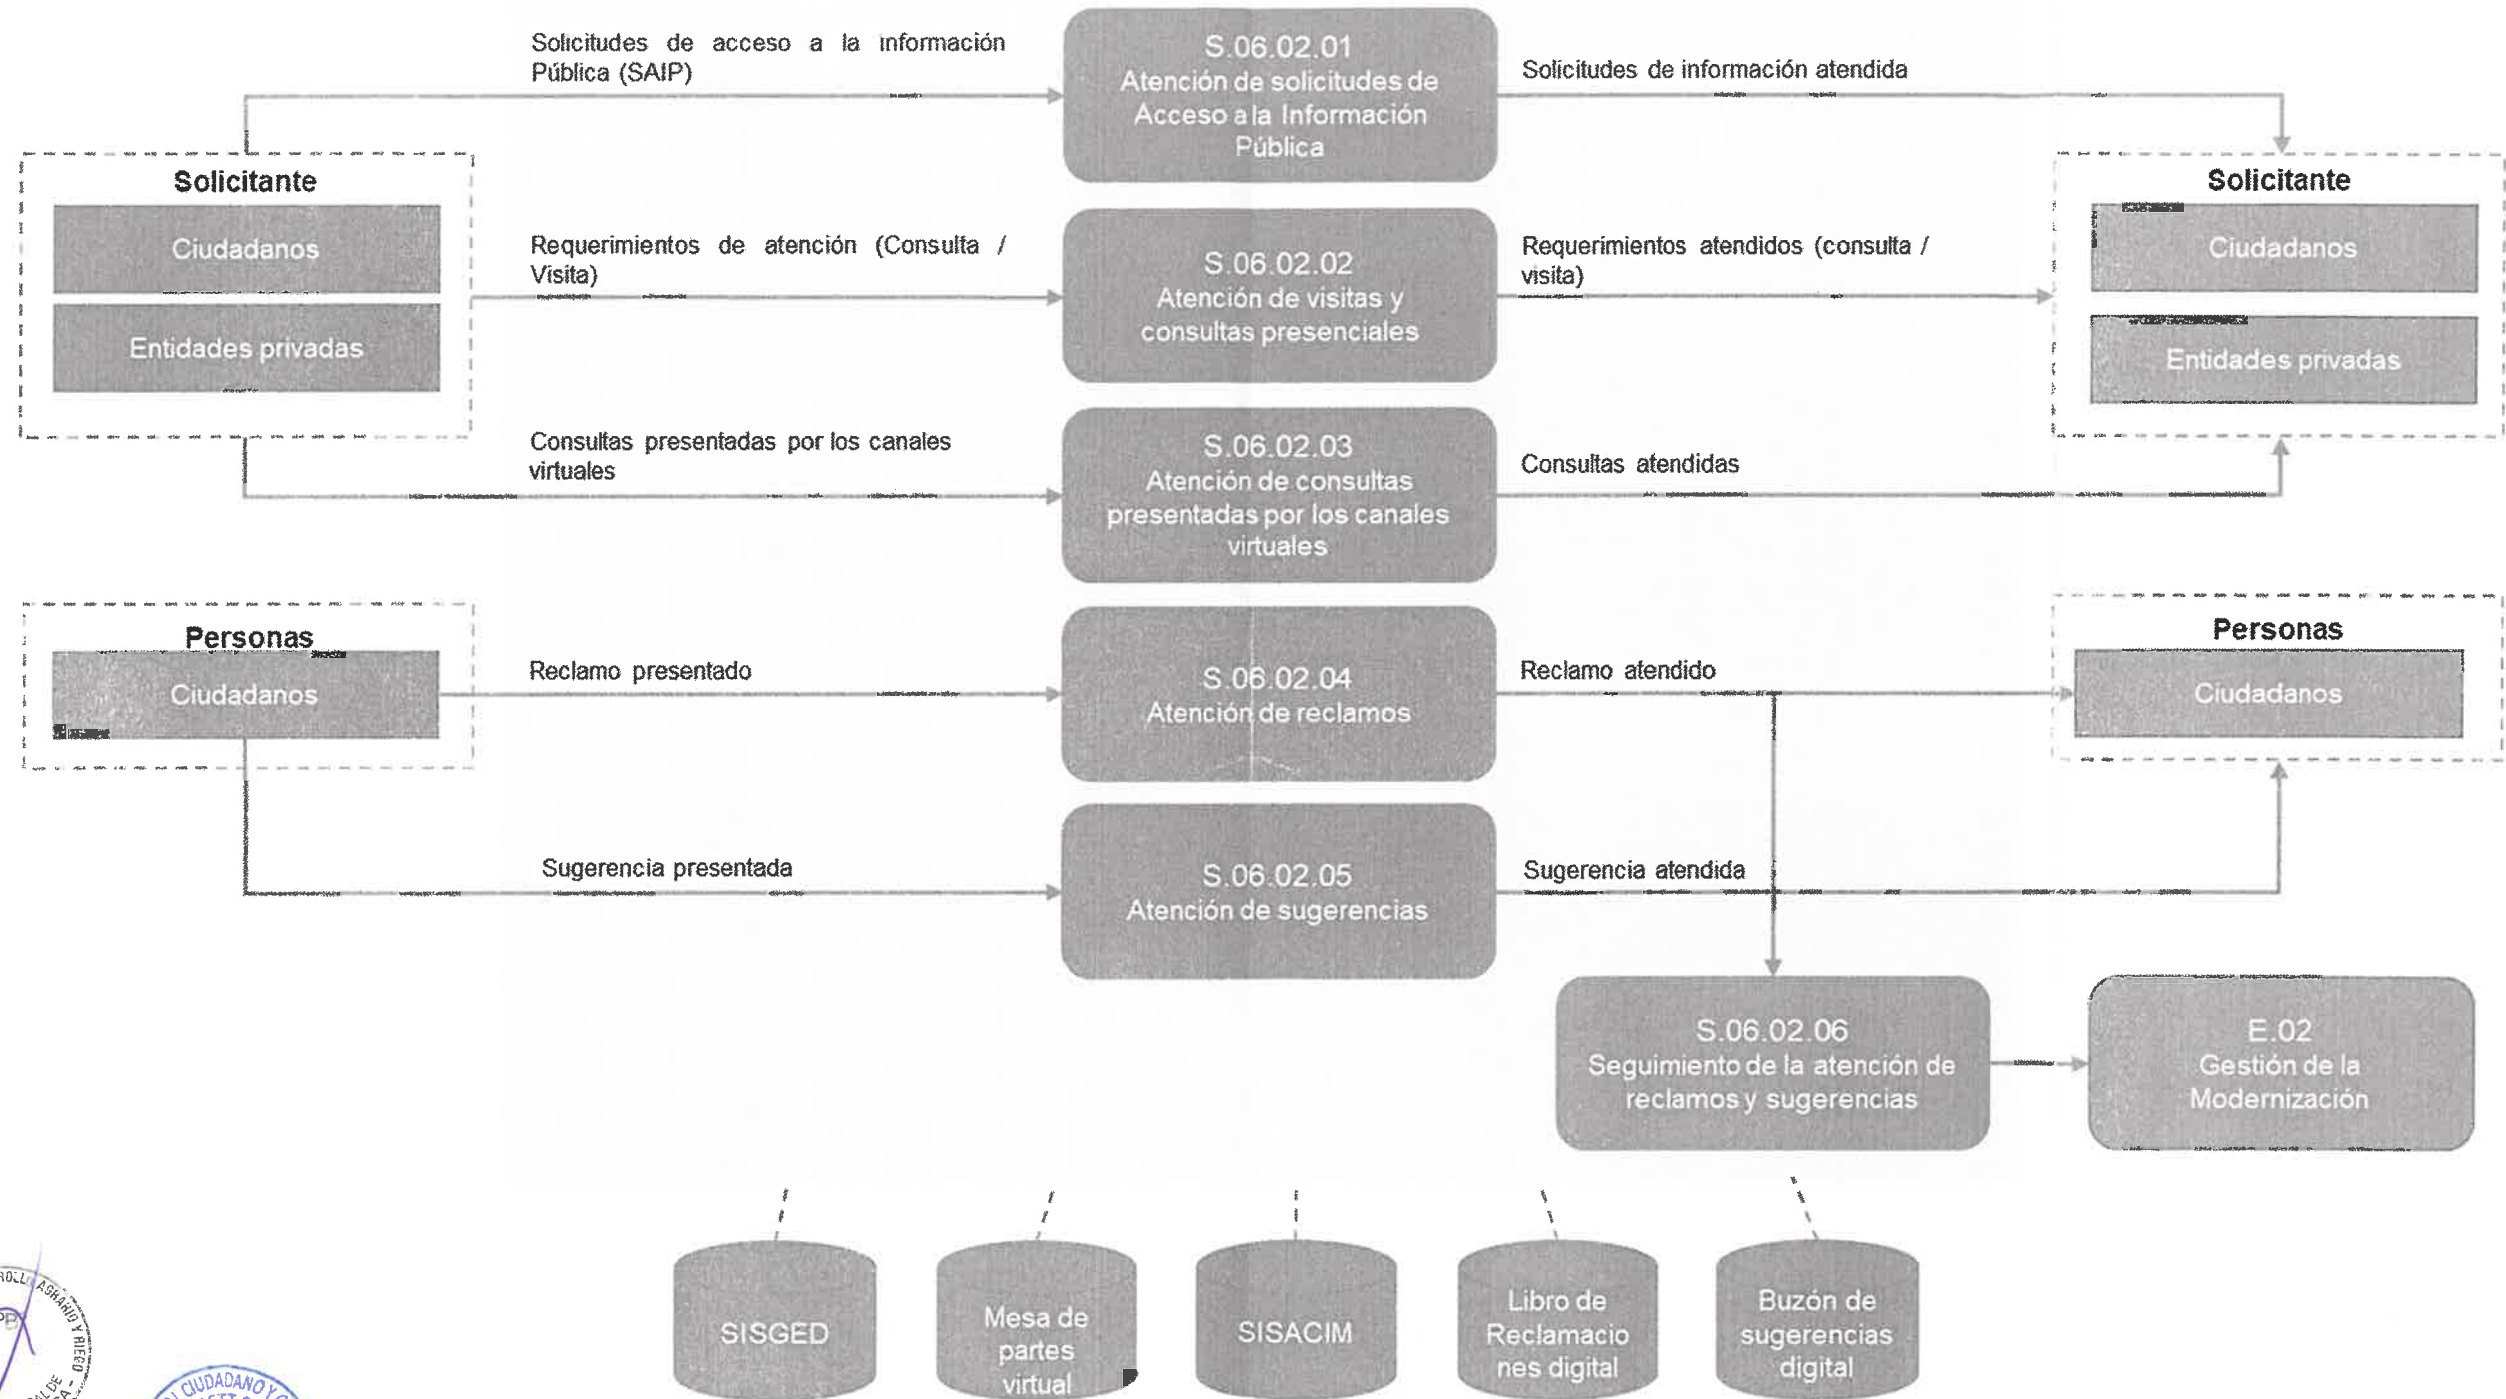 Solicitudes de acceso a la información
Pública (SAIP)
S.06.02.01
Atención de solicitudes de
Acceso a la Información
Pública
Solicitudes de información atendida
Solicitante
Ciudadanos
Entidades privadas
Requerimientos de atención (Consulta /
Visita)
S.06.02.02
Atención de visitas y
consultas presenciales
Requerimientos atendidos (consulta /
visita)
Solicitante
Ciudadanos
Entidades privadas
Consultas presentadas por los canales
virtuales
S.06.02.03
Atención de consultas
presentadas por los canales
virtuales
Consultas atendidas
Personas
Ciudadanos
Reclamo presentado
S.06.02.04
Atención de reclamos
Reclamo atendido
Personas
Ciudadanos
Sugerencia presentada
S.06.02.05
Atención de sugerencias
Sugerencia atendida
S.06.02.06
Seguimiento de la atención de
reclamos y sugerencias
E.02
Gestión de la
Modernización
SISGED
Mesa de
partes
virtual
SISACIM
Libro de
Reclamacio
nes digital
Buzón de
sugerencias
digital
AGRARIO Y RIEGO
CIUDADANO Y